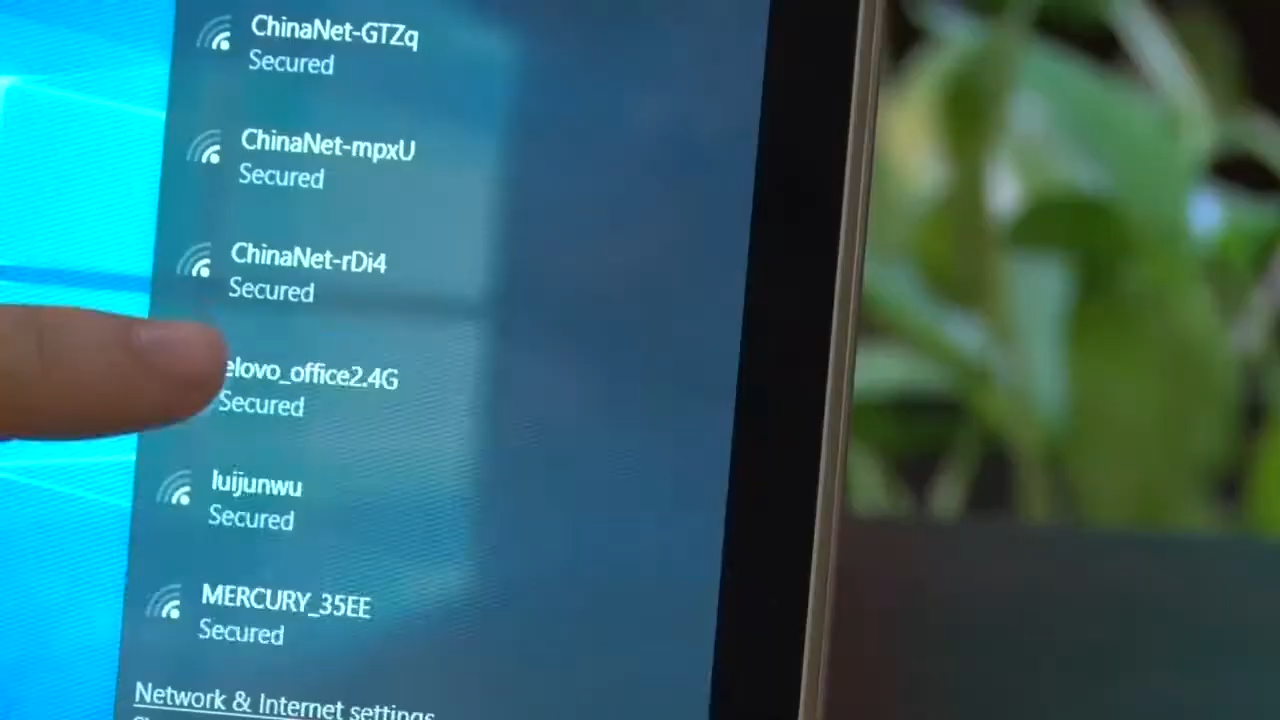 ChinaNet-GTZq
Secured
ChinaNet-mpxU
Secured
ChinaNet-rDi4
Secured
elovo_office2.4G
Secured
luijunwu
Secured
MERCURY_35EE
Secured
Network & Internet settings